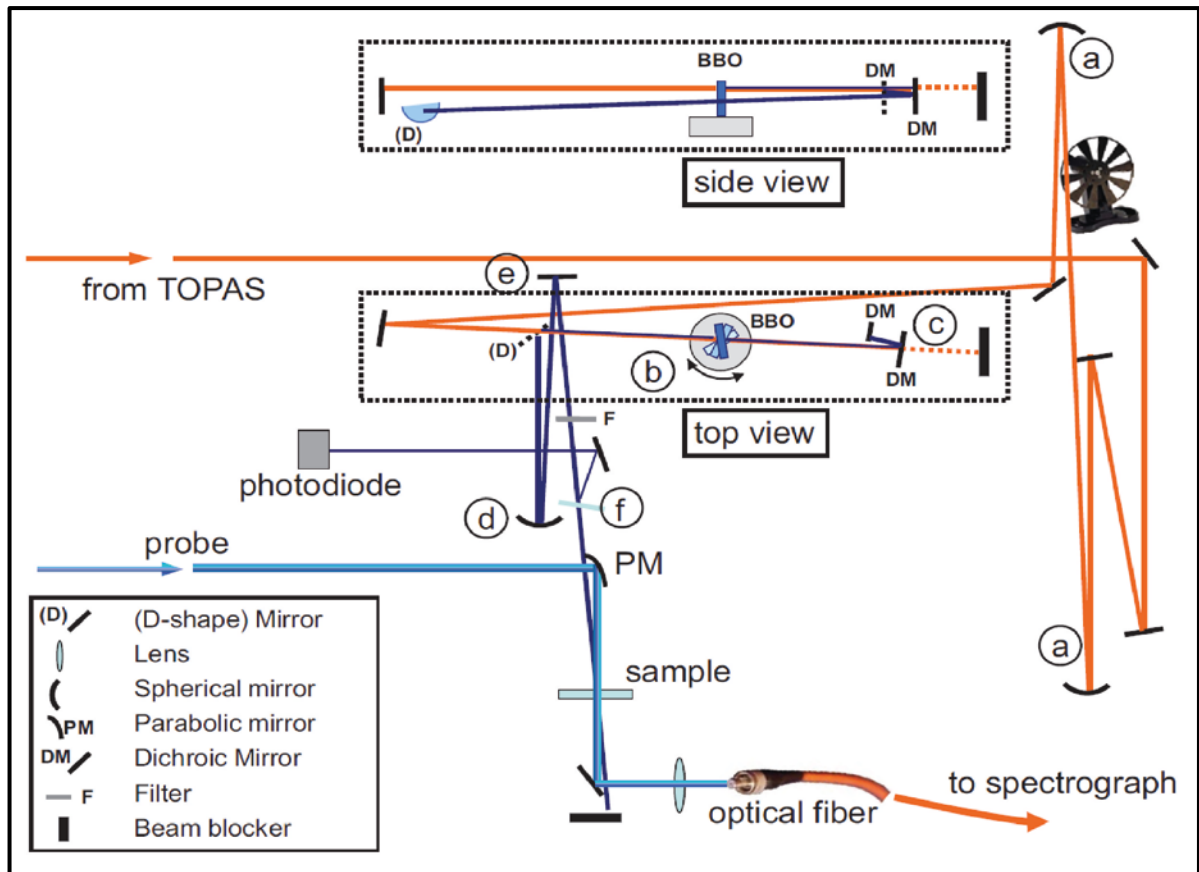 BBO
DM
(D)
DM
side view
a
from TOPAS
e
BBO
DM
c
(D)
b
DM
top view
F
photodiode
d
f
a
probe
PM
(D) (D-shape) Mirror
Lens
Spherical mirror
PM Parabolic mirror
DM Dichroic Mirror
F Filter
Beam blocker
sample
optical fiber
to spectrograph